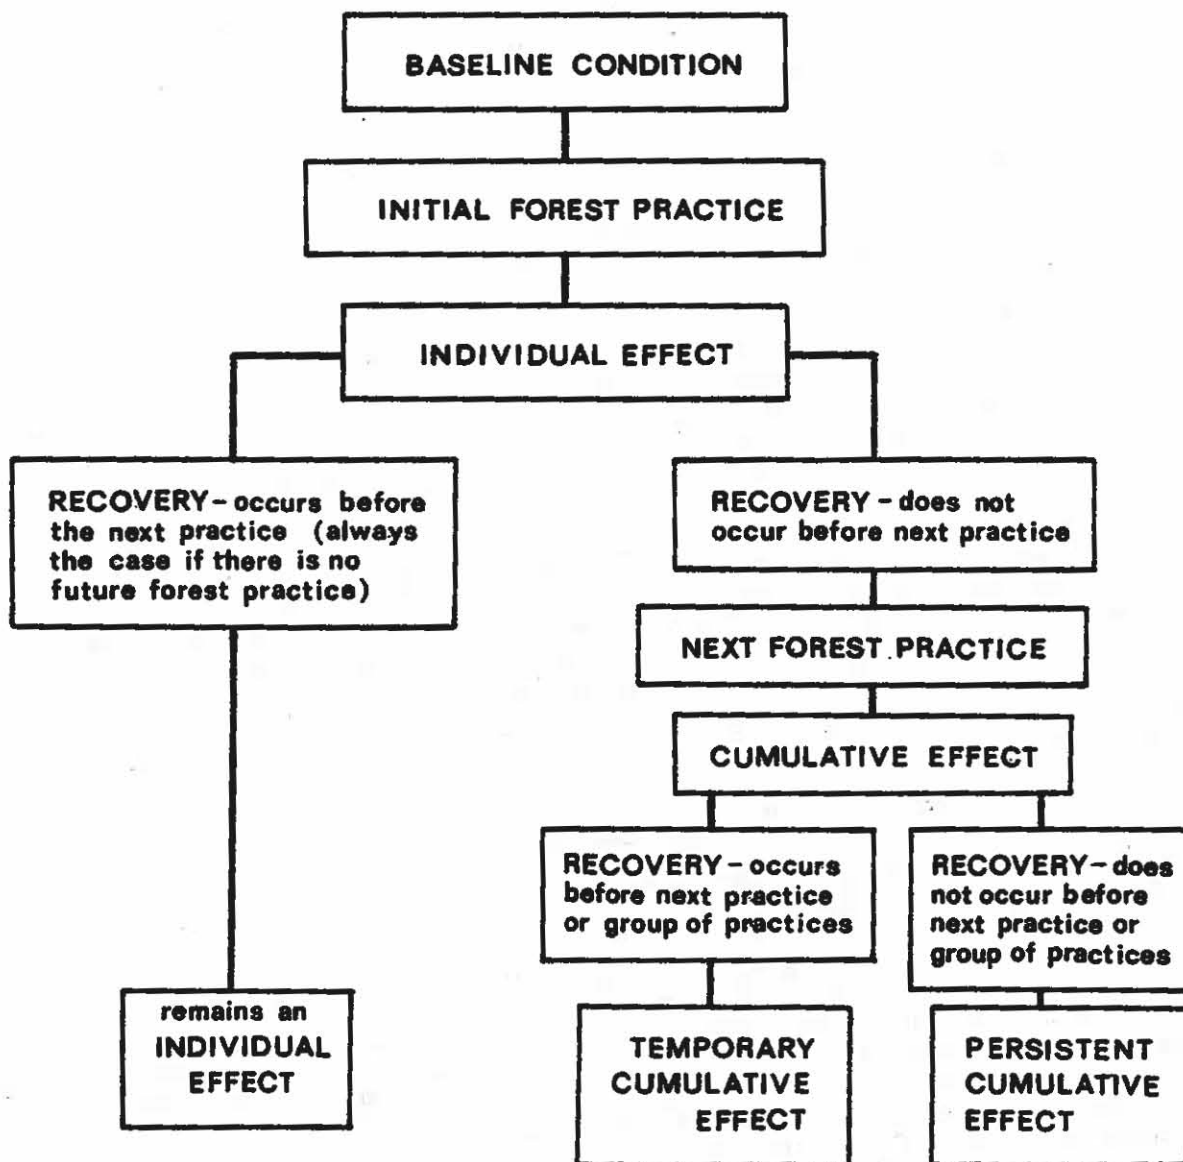 BASELINE CONDITION
INITIAL FOREST PRACTICE
INDIVIDUAL EFFECT
RECOVERY-occurs before
the next practice (always
the case if there is no
future forest practice)
RECOVERY-does not
occur before next practice
NEXT FOREST PRACTICE
CUMULATIVE EFFECT
RECOVERY-occurs
before next practice
or group of practices
RECOVERY-does
not occur before
next practice or
group of practices
remains an
INDIVIDUAL
EFFECT
TEMPORARY
CUMULATIVE
EFFECT
PERSISTENT
CUMULATIVE
EFFECT